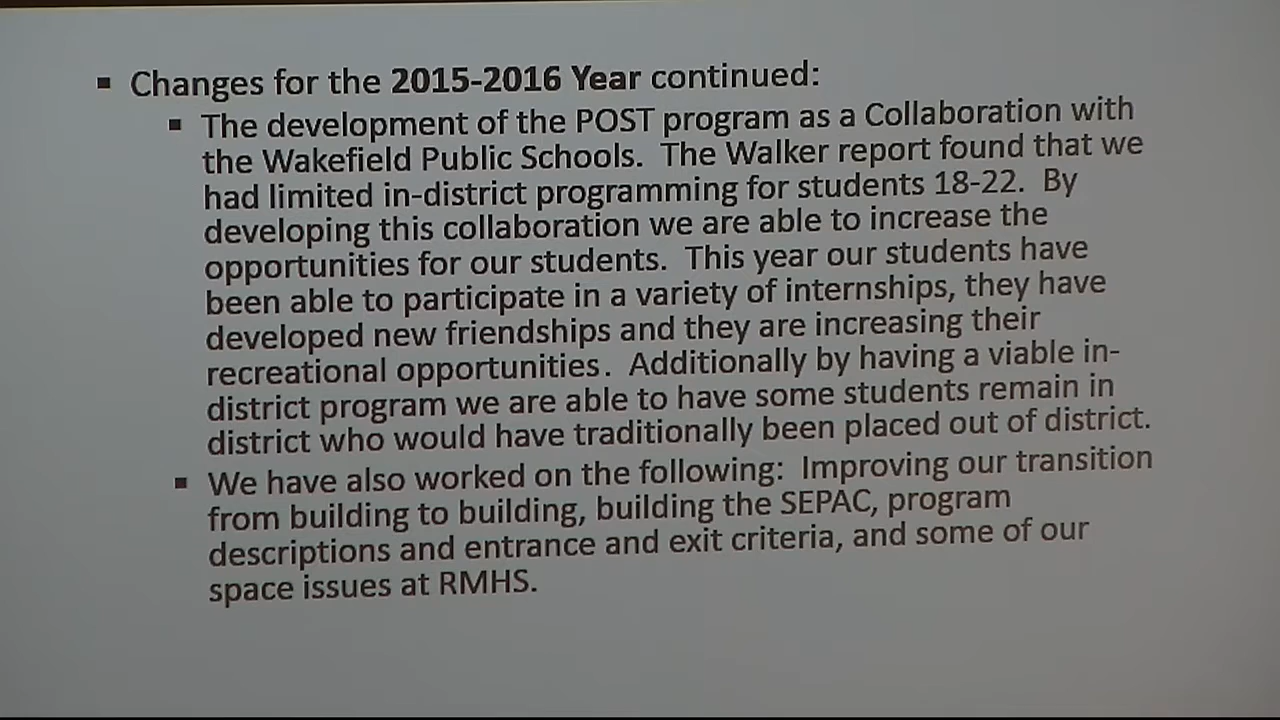 ▪ Changes for the 2015-2016 Year continued:
▪ The development of the POST program as a Collaboration with
the Wakefield Public Schools.  The Walker report found that we
had limited in-district programming for students 18-22.  By
developing this collaboration we are able to increase the
opportunities for our students.  This year our students have
been able to participate in a variety of internships, they have
developed new friendships and they are increasing their
recreational opportunities.  Additionally by having a viable in-
district program we are able to have some students remain in
district who would have traditionally been placed out of district.
▪ We have also worked on the following:  Improving our transition
from building to building, building the SEPAC, program
descriptions and entrance and exit criteria, and some of our
space issues at RMHS.